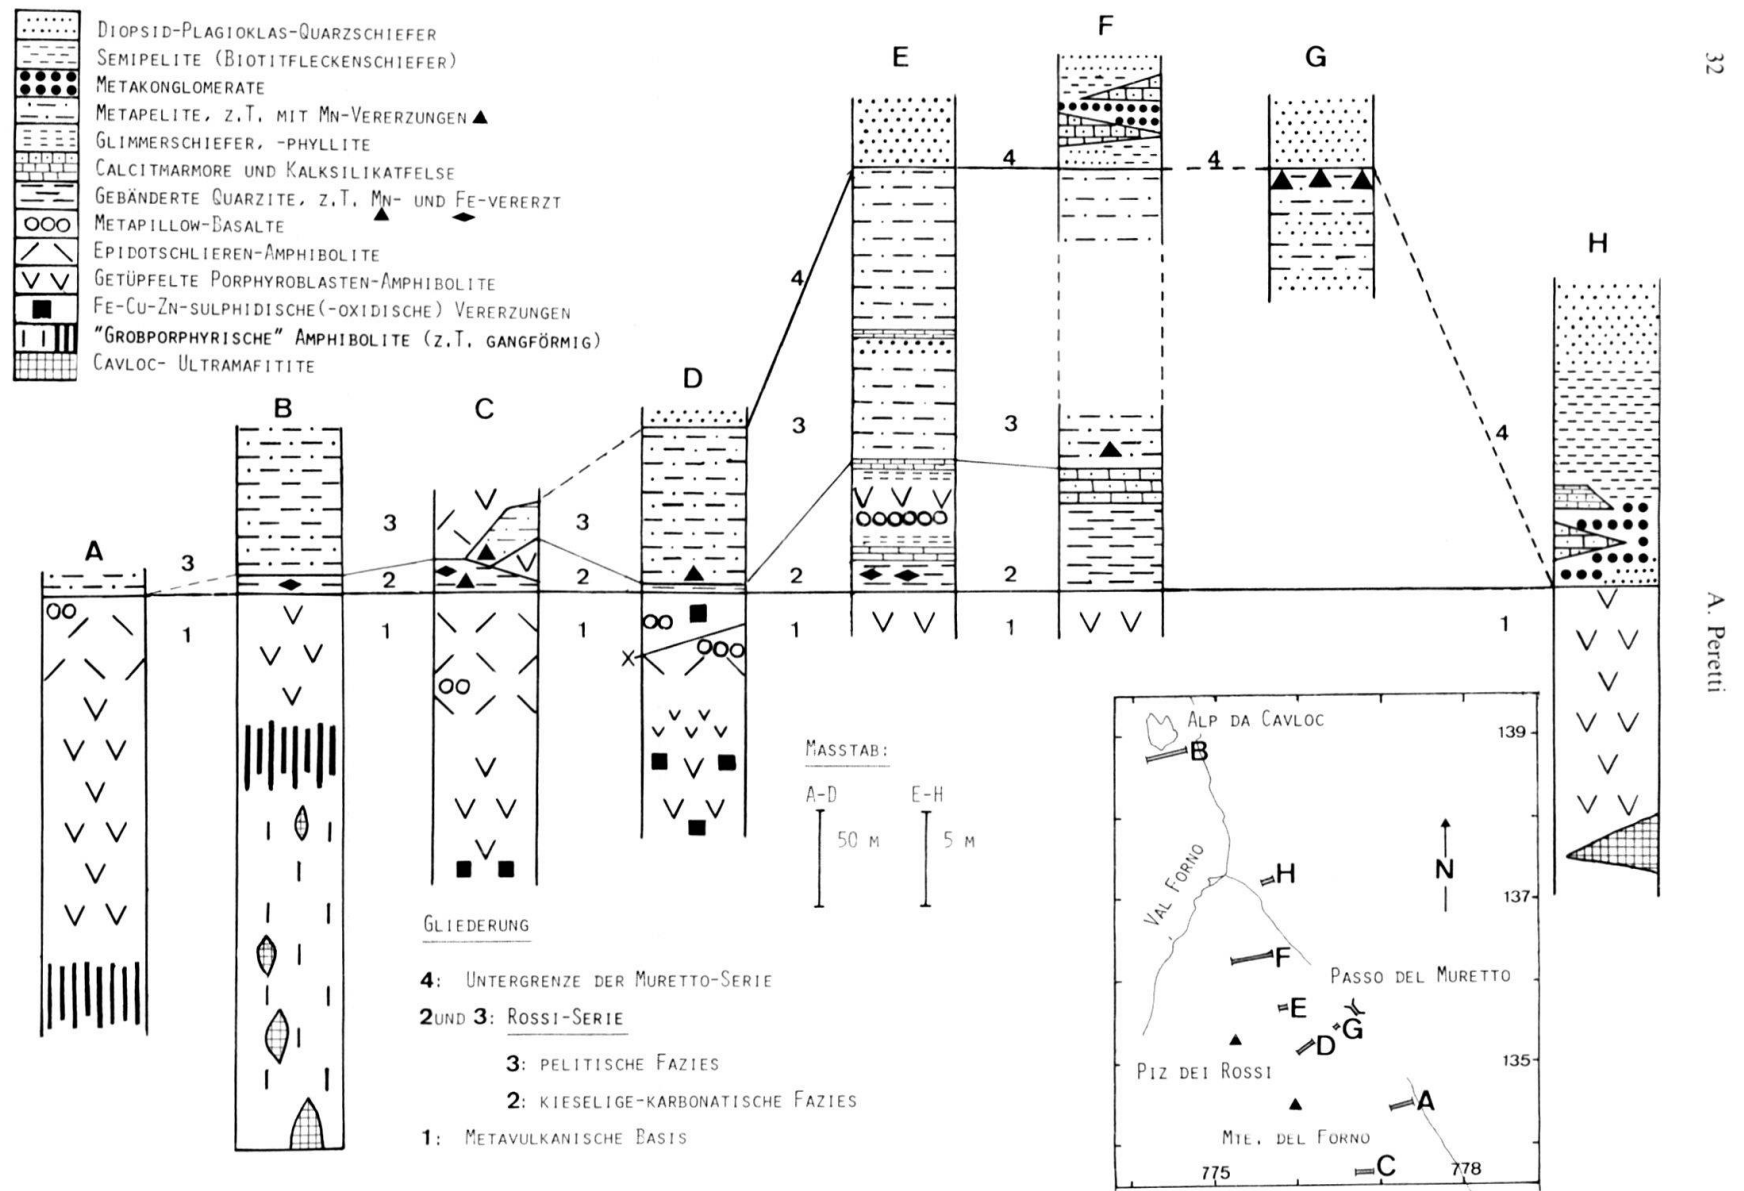 Diopsid-Plagioklas-Quarzschiefer
Semipelite (Biotitfleckenschiefer)
Metakonglomerate
Metapelite, z.T. mit Mn-Vererzungen ▲
Glimmerschiefer, -phyllite
Calcitmarmore und Kalksilikatfelse
Gebänderte Quarzite, z.T. Mn- und Fe-vererzt
Metapillow-Basalte
Epidotschlieren-Amphibolite
Getüpfelte Porphyroblasten-Amphibolite
Fe-Cu-Zn-sulphidische(-oxidische) Vererzungen
"Grobporphyrische" Amphibolite (z.T. gangförmig)
Cavloc- Ultramafitite
A
B
C
D
E
F
G
H
32
A. Peretti
4
4
4
4
3
3
3
3
3
2
2
2
2
1
1
1
1
1
1
X
Masstab:
A-D
E-H
50 m
5 m
Gliederung
4: Untergrenze der Muretto-Serie
2und 3: Rossi-Serie
3: pelitische Fazies
2: kieselige-karbonatische Fazies
1: Metavulkanische Basis
Alp da Cavloc
B
139
Val Forno
H
N
137
F
Passo del Muretto
E
G
D
135
Piz dei Rossi
A
Mte. del Forno
C
775
778